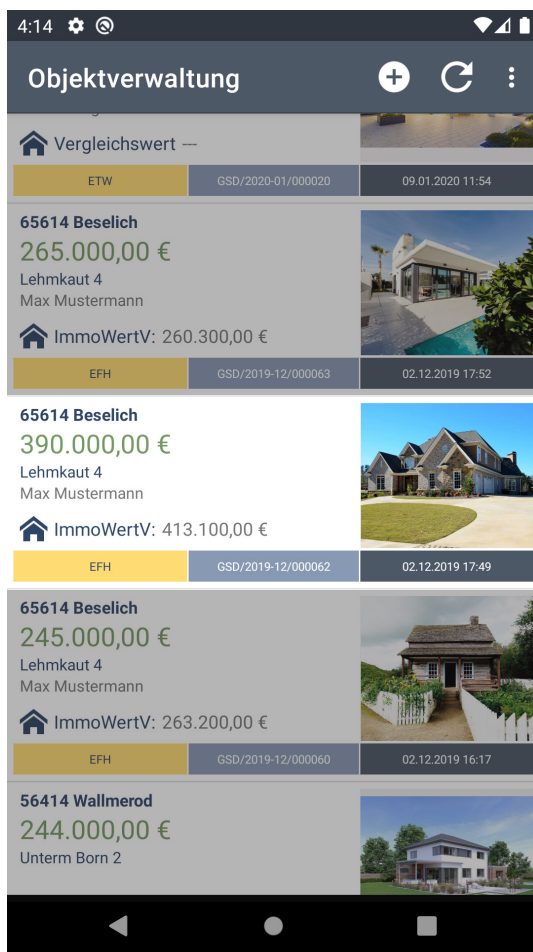 4:14
Objektverwaltung
Vergleichswert ---
ETW GSD/2020-01/000020 09.01.2020 11:54
65614 Beselich
265.000,00 €
Lehmkaut 4
Max Mustermann
ImmoWertV: 260.300,00 €
EFH GSD/2019-12/000063 02.12.2019 17:52
65614 Beselich
390.000,00 €
Lehmkaut 4
Max Mustermann
ImmoWertV: 413.100,00 €
EFH GSD/2019-12/000062 02.12.2019 17:49
65614 Beselich
245.000,00 €
Lehmkaut 4
Max Mustermann
ImmoWertV: 263.200,00 €
EFH GSD/2019-12/000060 02.12.2019 16:17
56414 Wallmerod
244.000,00 €
Unterm Born 2